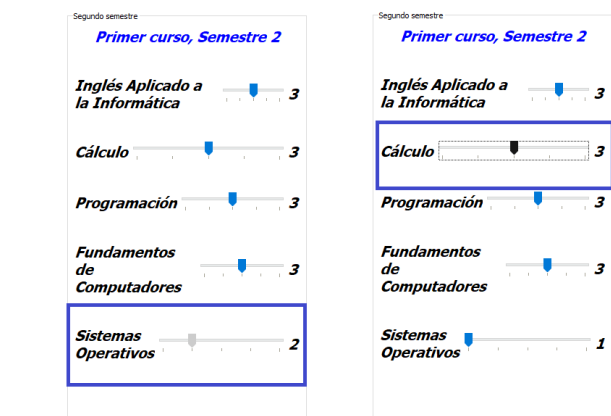 Segundo semestre
Primer curso, Semestre 2
Inglés Aplicado a
la Informática
3
Cálculo
3
Programación
3
Fundamentos
de
Computadores
3
Sistemas
Operativos
2
Segundo semestre
Primer curso, Semestre 2
Inglés Aplicado a
la Informática
3
Cálculo
3
Programación
3
Fundamentos
de
Computadores
3
Sistemas
Operativos
1